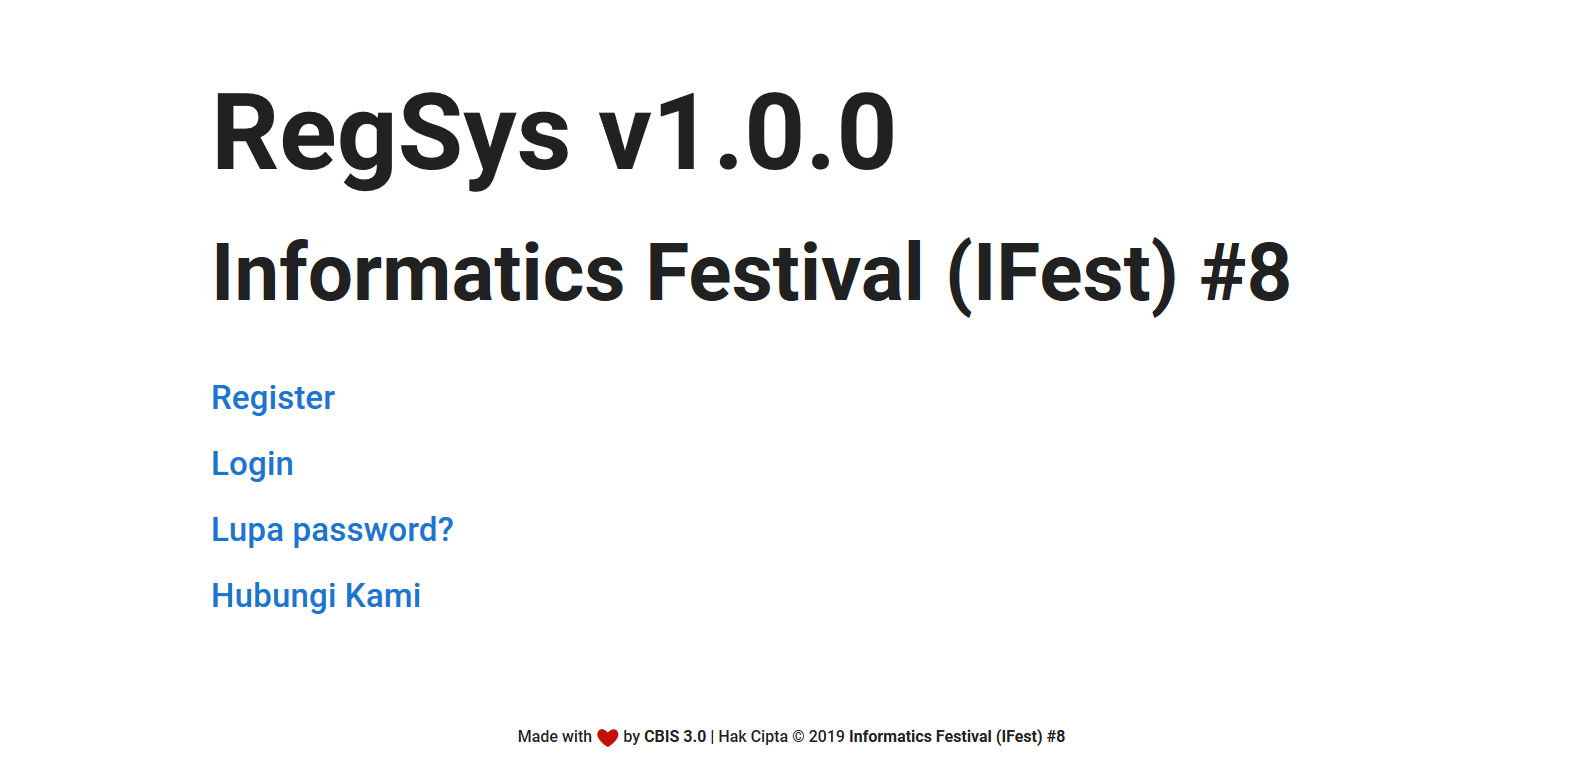 RegSys v1.0.0
Informatics Festival (IFest) #8
Register
Login
Lupa password?
Hubungi Kami
Made with ❤ by CBIS 3.0 | Hak Cipta © 2019 Informatics Festival (IFest) #8